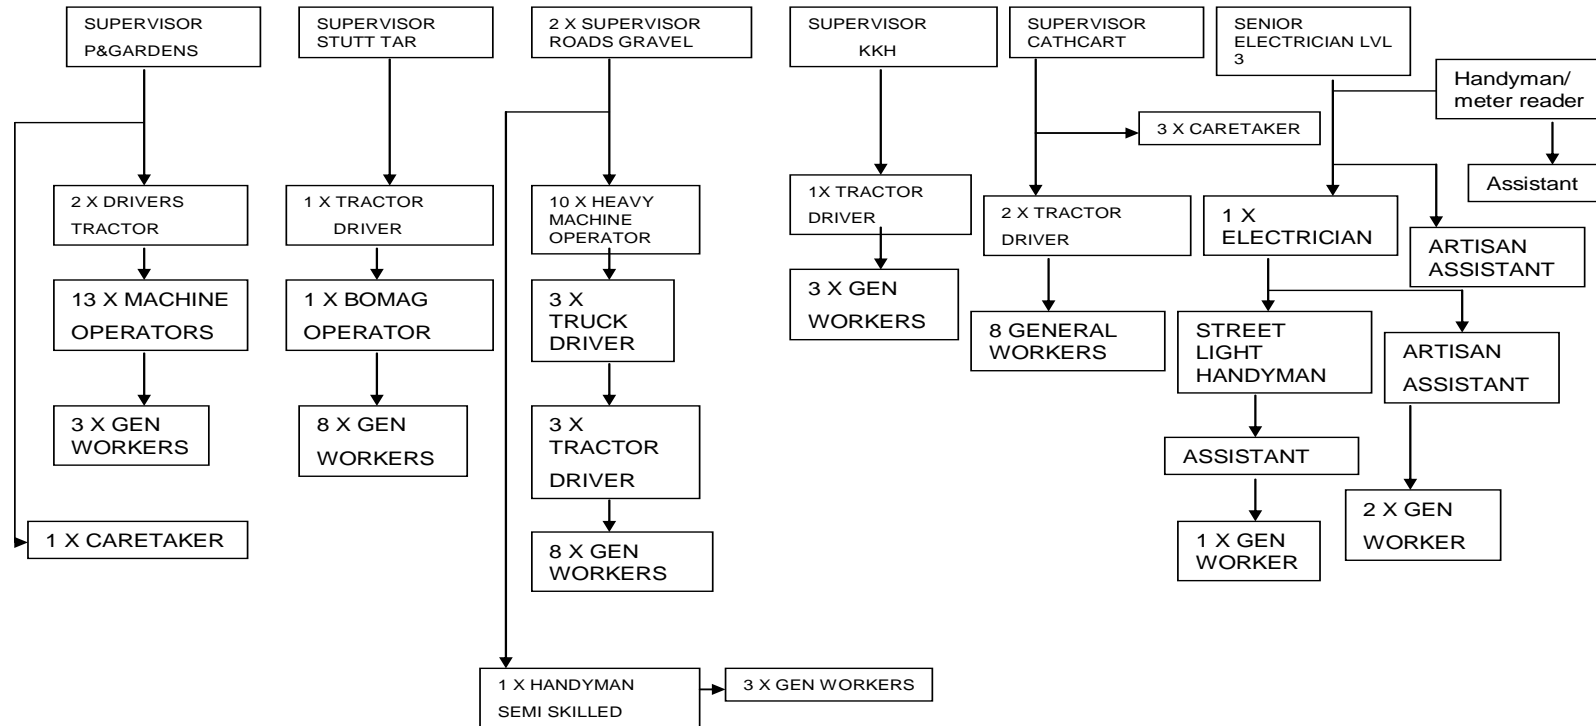 SUPERVISOR
P&GARDENS
SUPERVISOR
STUTT TAR
2 X SUPERVISOR
ROADS GRAVEL
SUPERVISOR
KKH
SUPERVISOR
CATHCART
SENIOR
ELECTRICIAN LVL
3
Handyman/
meter reader
3 X CARETAKER
Assistant
2 X DRIVERS
TRACTOR
1 X TRACTOR
DRIVER
10 X HEAVY
MACHINE
OPERATOR
1X TRACTOR
DRIVER
2 X TRACTOR
DRIVER
1 X
ELECTRICIAN
ARTISAN
ASSISTANT
13 X MACHINE
OPERATORS
1 X BOMAG
OPERATOR
3 X
TRUCK
DRIVER
3 X GEN
WORKERS
8 GENERAL
WORKERS
STREET
LIGHT
HANDYMAN
ARTISAN
ASSISTANT
3 X GEN
WORKERS
8 X GEN
WORKERS
3 X
TRACTOR
DRIVER
ASSISTANT
1 X CARETAKER
8 X GEN
WORKERS
1 X GEN
WORKER
2 X GEN
WORKER
1 X HANDYMAN
SEMI SKILLED
3 X GEN WORKERS